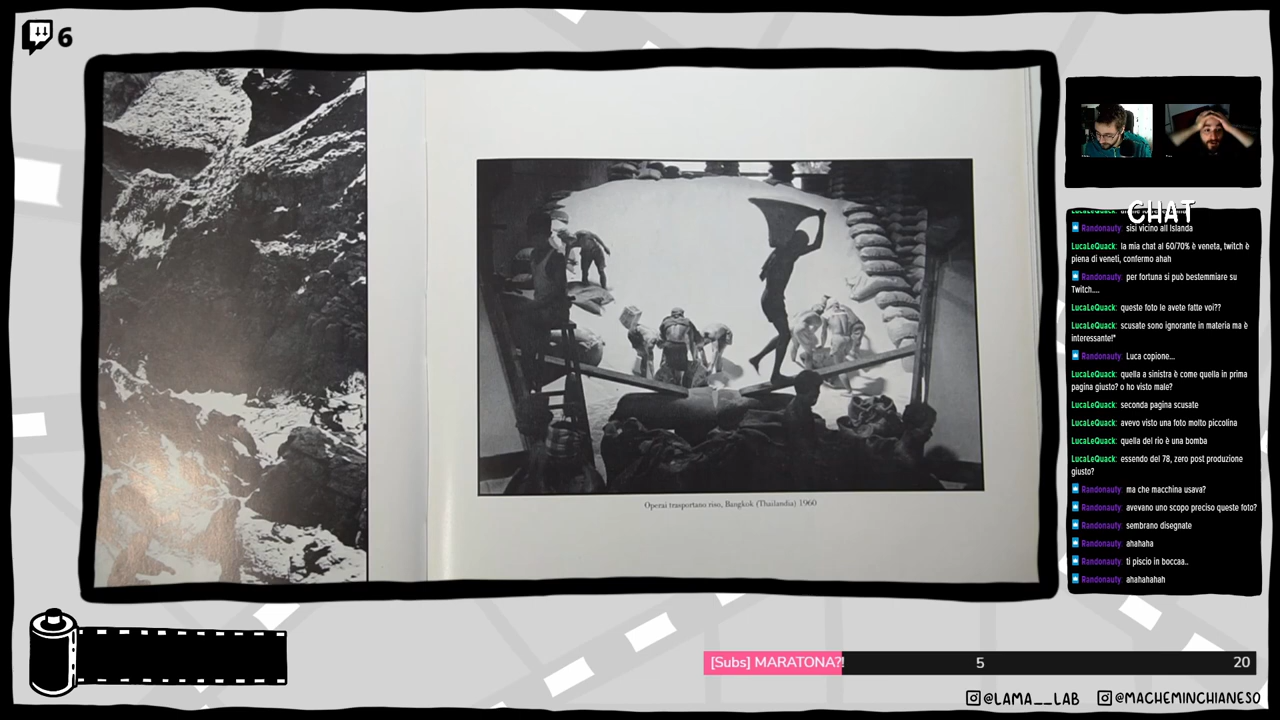 6
Operai trasportano riso, Bangkok (Thailandia) 1960
CHAT
Randonauty: sisi vicino all Islanda
LucaLeQuack: la mia chat al 60/70% è veneta, twitch è
piena di veneti, confermo ahah
Randonauty: per fortuna si può bestemmiare su
Twitch....
LucaLeQuack: queste foto le avete fatte voi??
LucaLeQuack: scusate sono ignorante in materia ma è
interessante!*
Randonauty: Luca copione...
LucaLeQuack: quella a sinistra è come quella in prima
pagina giusto? o ho visto male?
LucaLeQuack: seconda pagina scusate
LucaLeQuack: avevo visto una foto molto piccolina
LucaLeQuack: quella del rio è una bomba
LucaLeQuack: essendo del 78, zero post produzione
giusto?
Randonauty: ma che macchina usava?
Randonauty: avevano uno scopo preciso queste foto?
Randonauty: sembrano disegnate
Randonauty: ahahaha
Randonauty: ti piscio in boccaa..
Randonauty: ahahahahah
[Subs] MARATONA?! 5 20
@LAMA__LAB @MACHEMINCHIANESO